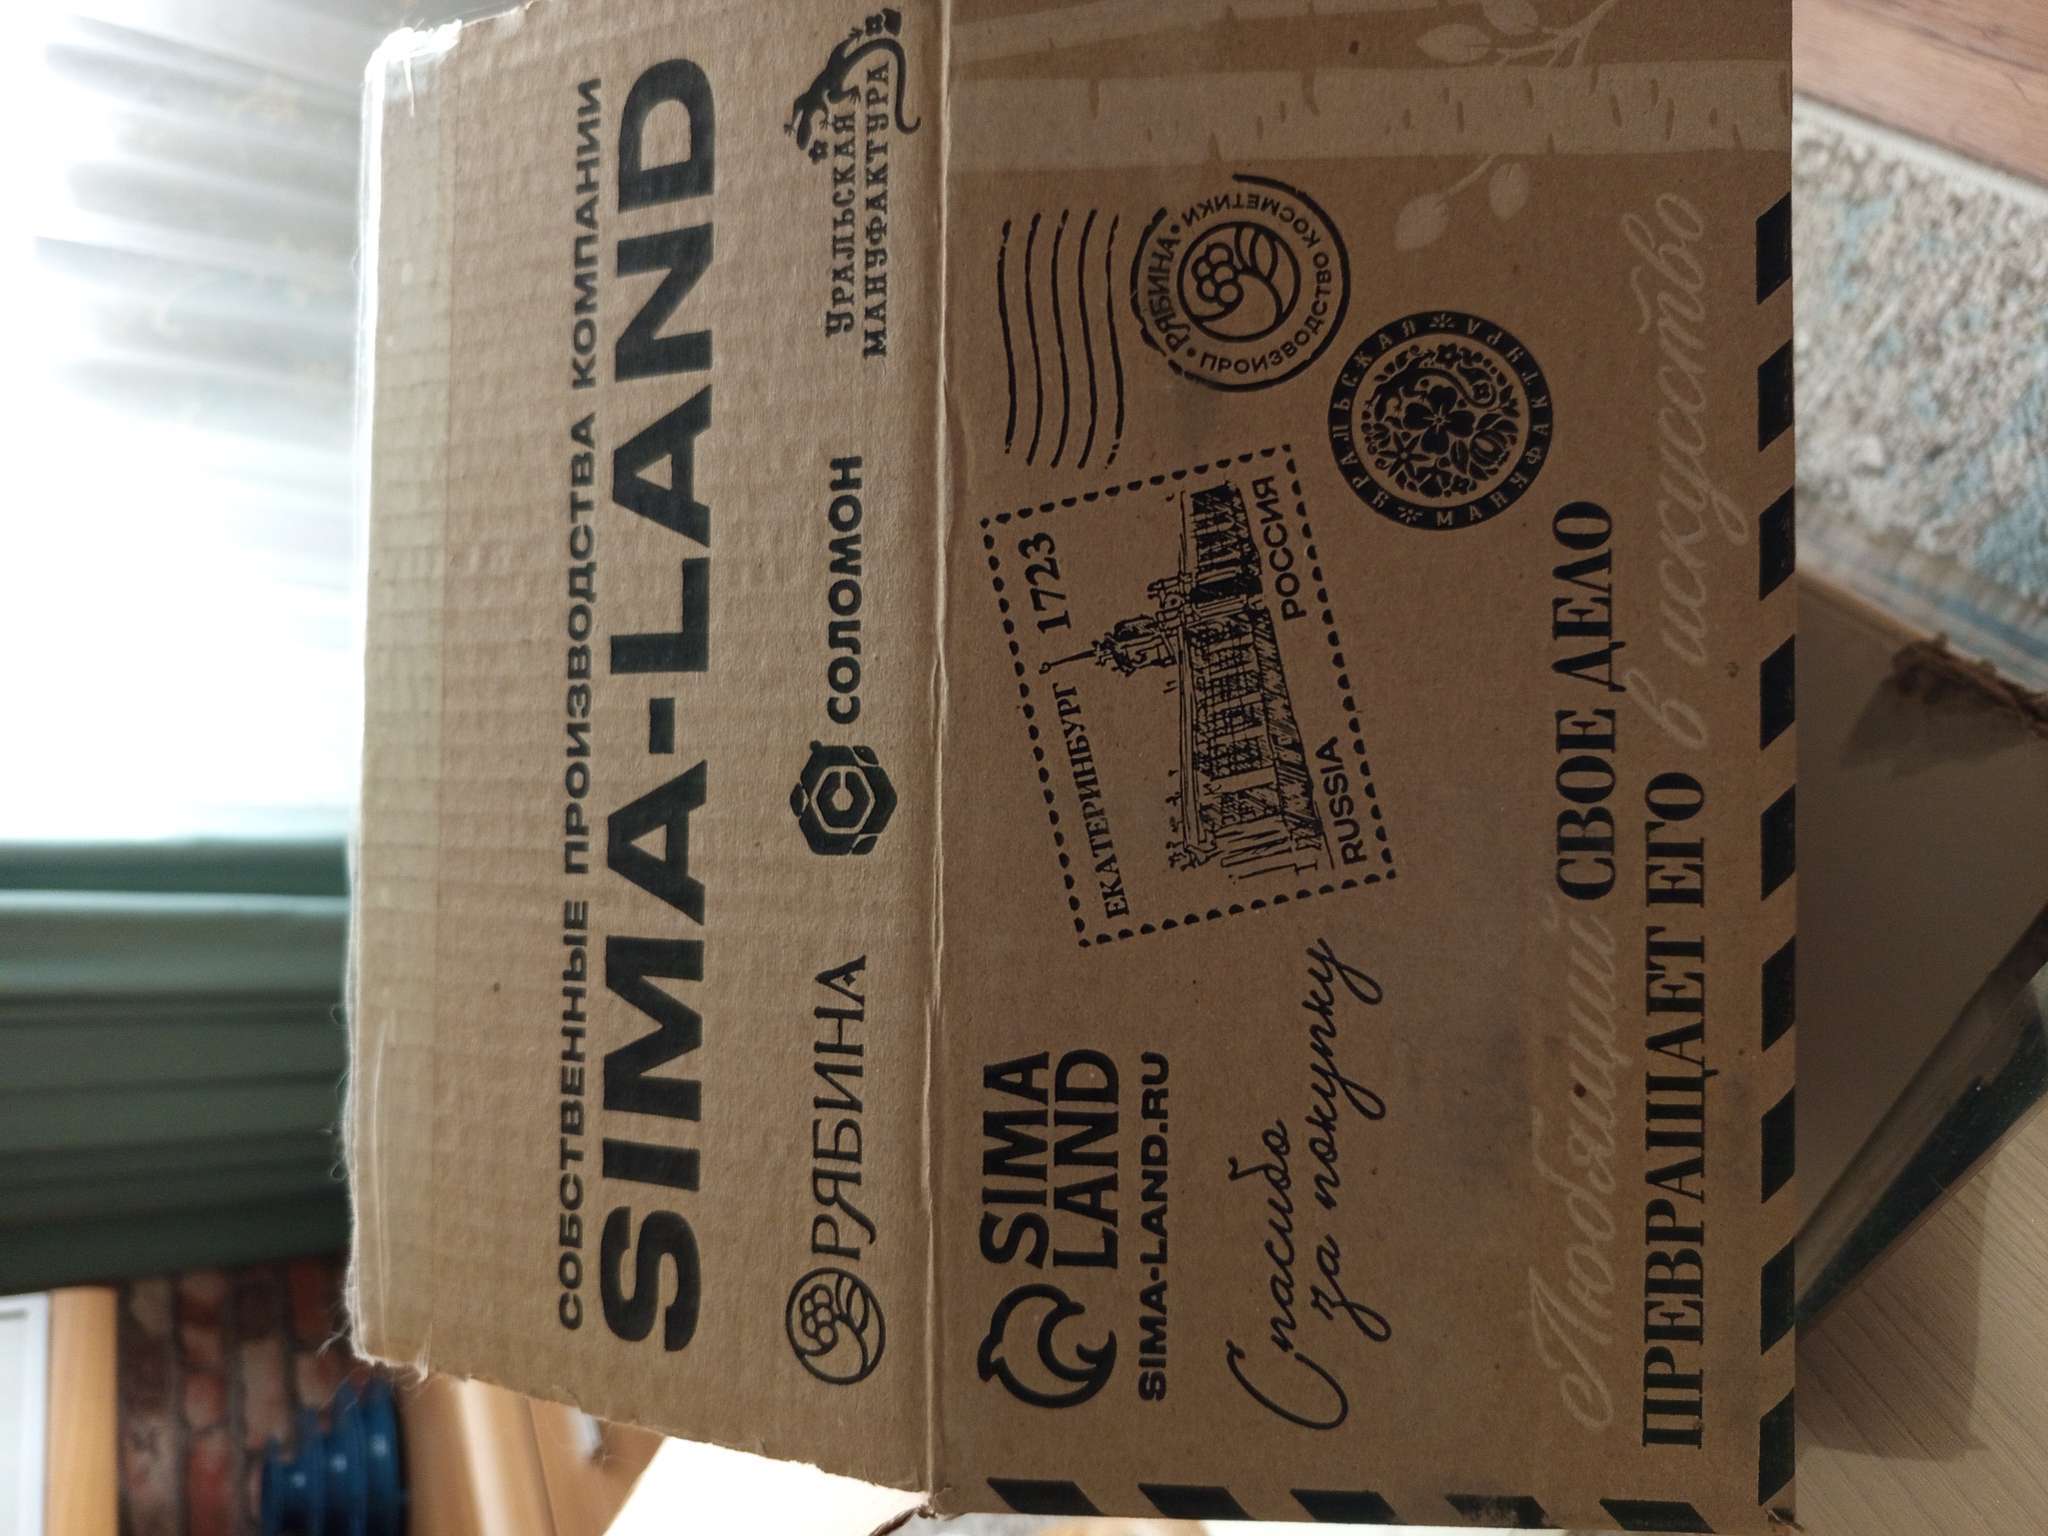 СОБСТВЕННЫЕ ПРОИЗВОДСТВА КОМПАНИИ
SIMA-LAND
РЯБИНА
С СОЛОМОН
УРАЛЬСКАЯ
МАНУФАКТУРА
SIMA
LAND
SIMA-LAND.RU
Спасибо
за покупку
ЕКАТЕРИНБУРГ 1723
RUSSIA РОССИЯ
РЯБИНА • ПРОИЗВОДСТВО КОСМЕТИКИ •
УРАЛЬСКАЯ МАНУФАКТУРА
Любящий СВОЕ ДЕЛО
ПРЕВРАЩАЕТ ЕГО в искусство